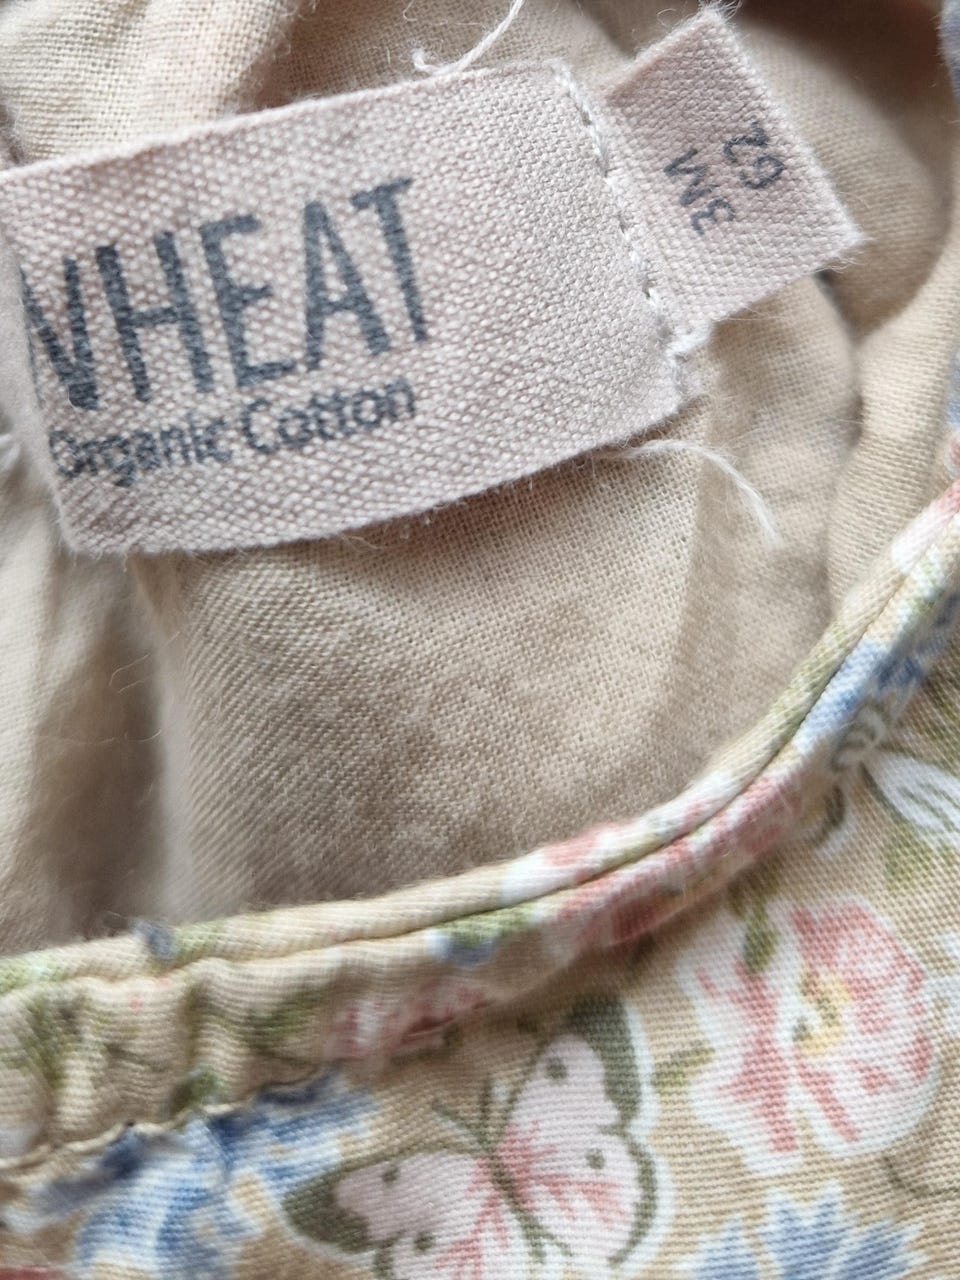 WHEAT
Organic Cotton
3M
62